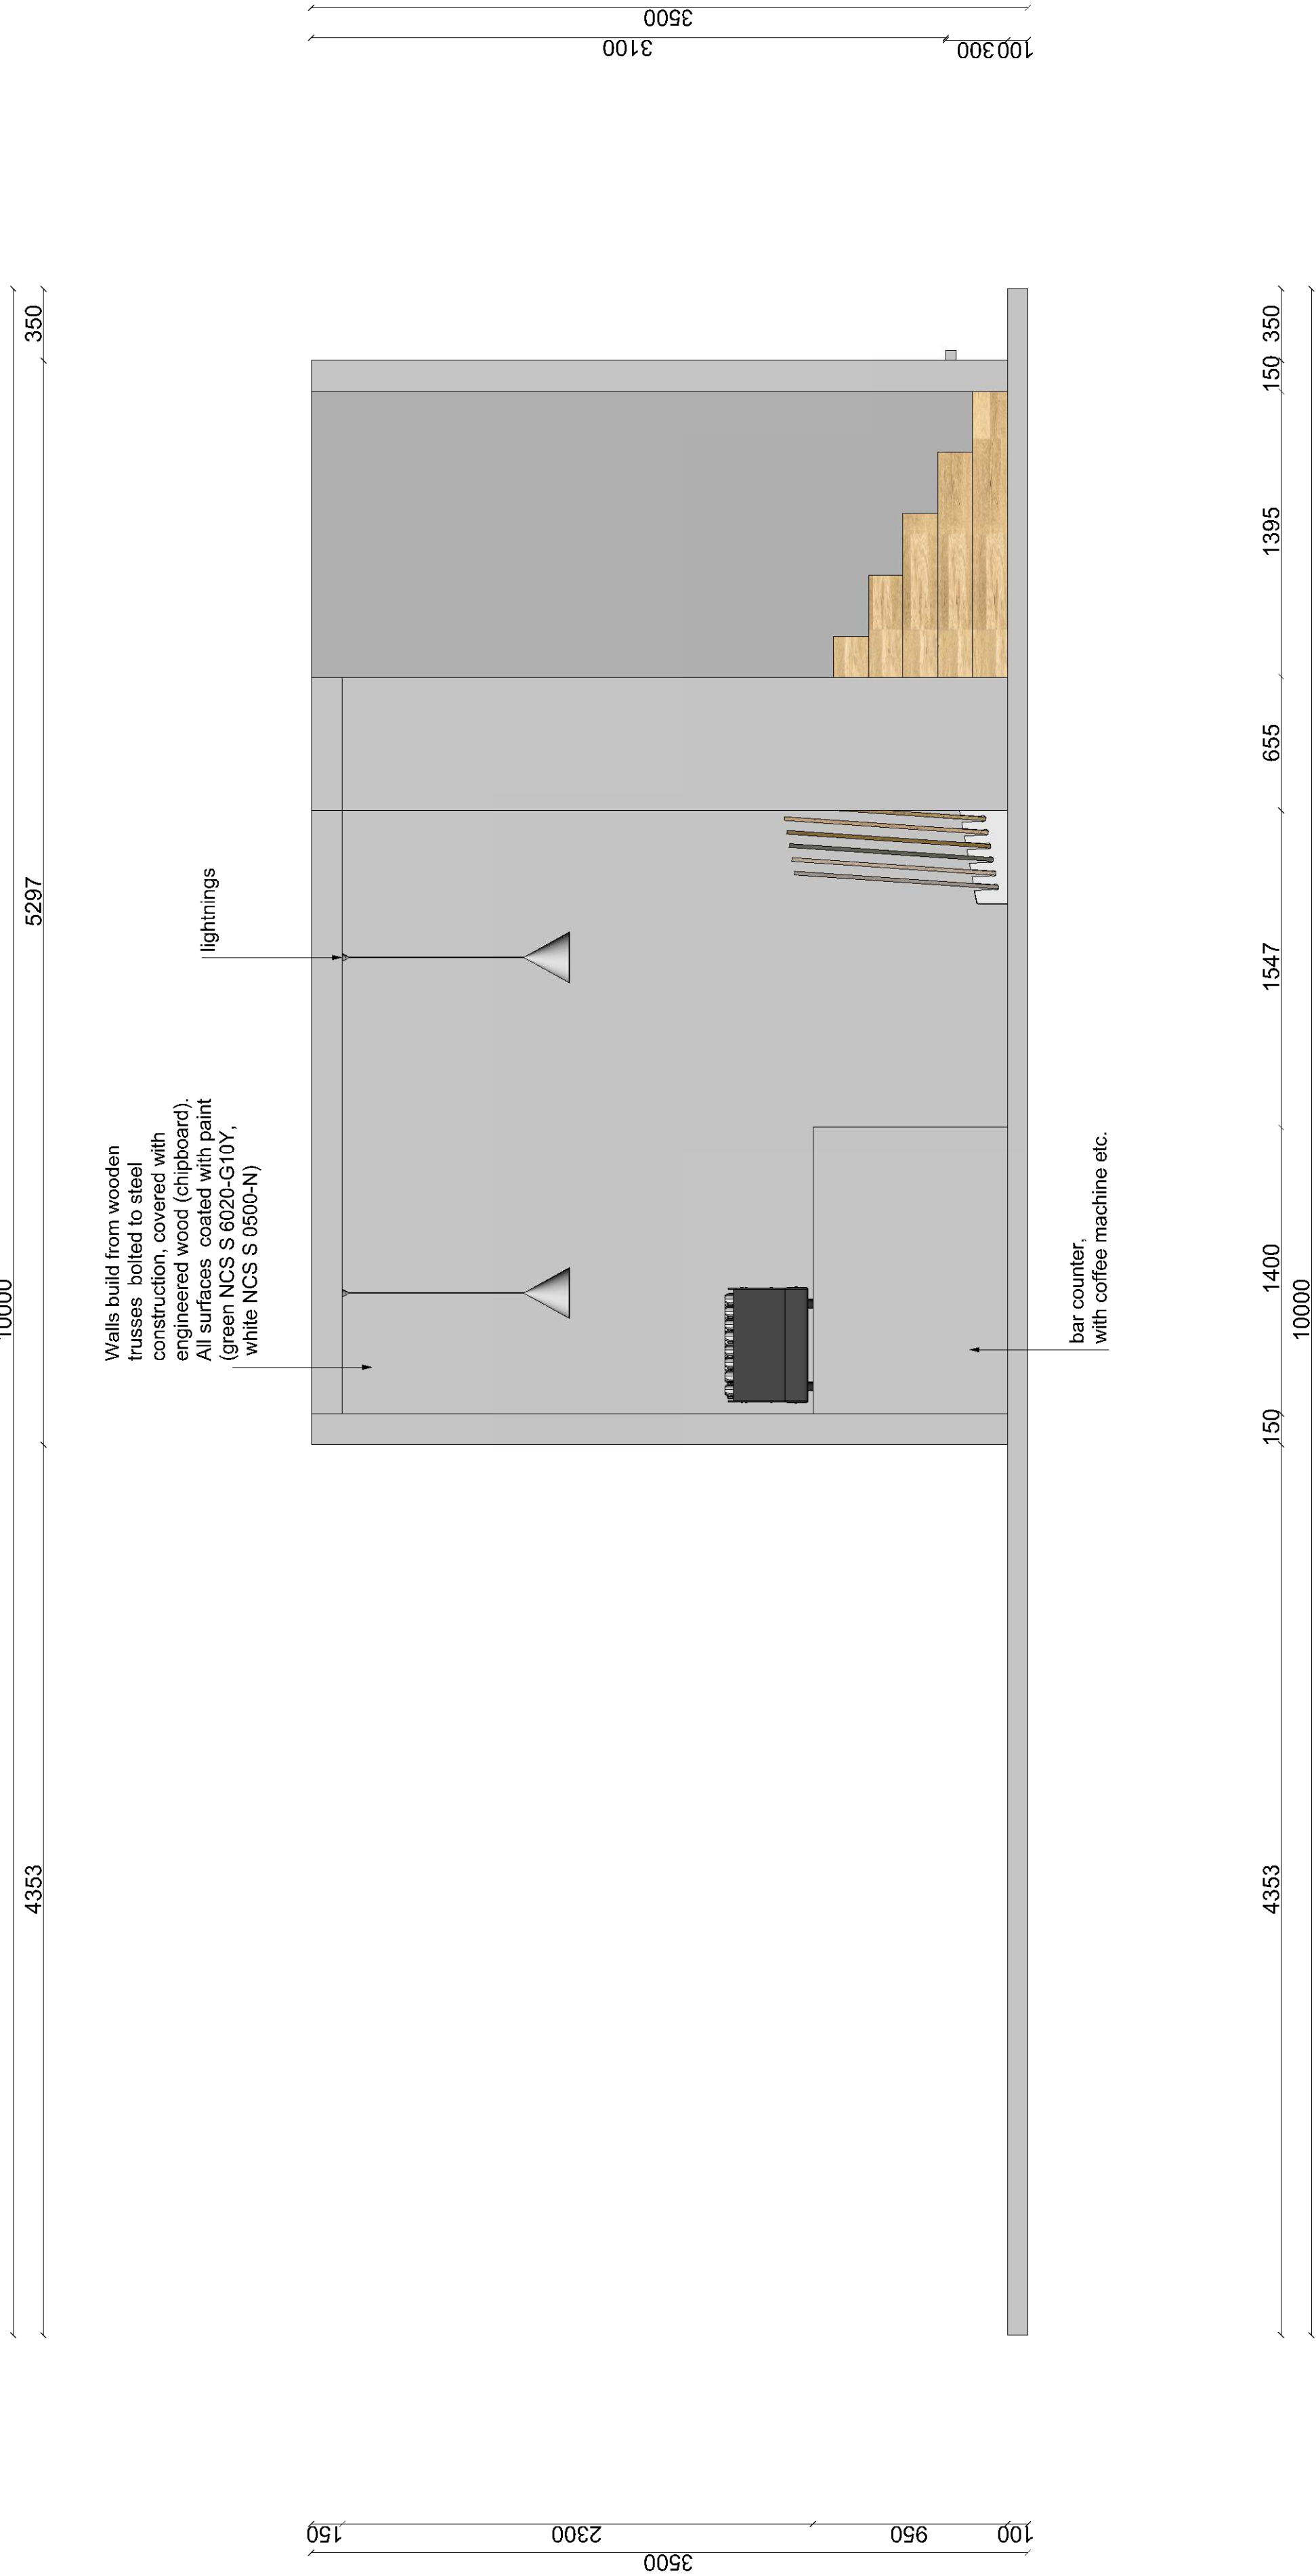 10000
4353
5297
350
lightnings
Walls build from wooden
trusses bolted to steel
construction, covered with
engineered wood (chipboard).
All surfaces coated with paint
(green NCS S 6020-G10Y,
white NCS S 0500-N)
3500
150
2300
950
100
3500
3100
300
100
bar counter,
with coffee machine etc.
4353
150
1400
1547
655
1395
150
350
10000